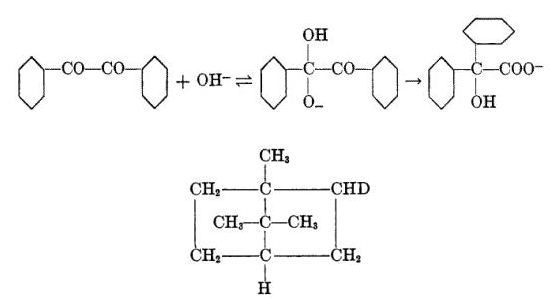 OH
CO—CO + OH⁻ ⇌ C—CO → C—COO⁻
O₋ OH
CH₃
CH₂ C CHD
CH₃—C—CH₃
CH₂ C CH₂
H